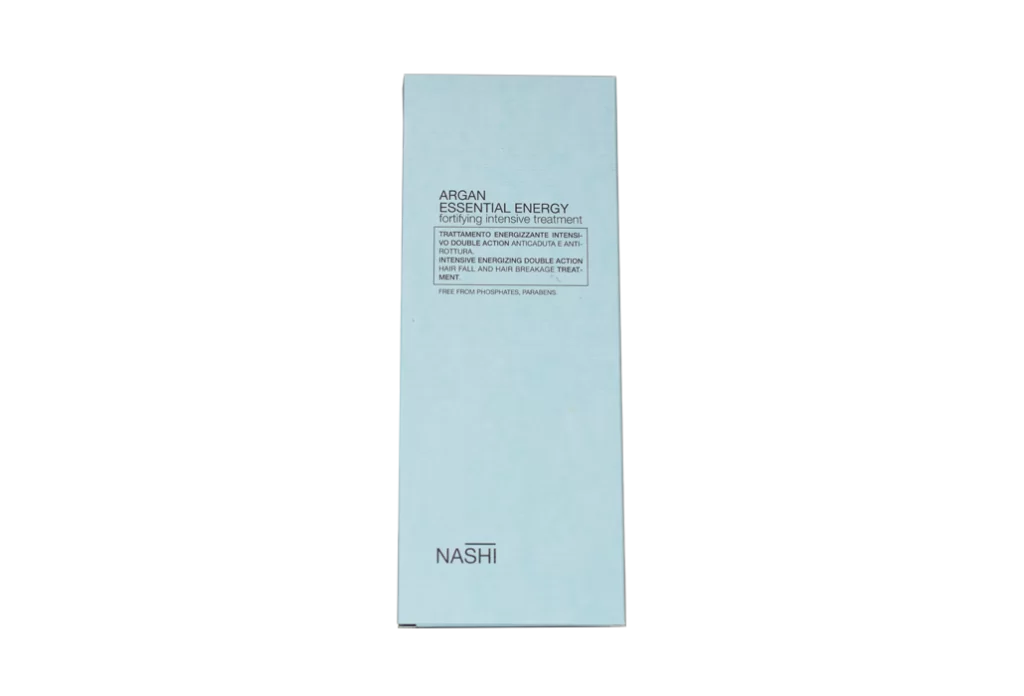 ARGAN
ESSENTIAL ENERGY
fortifying intensive treatment
TRATTAMENTO ENERGIZZANTE INTENSI-
VO DOUBLE ACTION ANTICADUTA E ANTI-
ROTTURA.
INTENSIVE ENERGIZING DOUBLE ACTION
HAIR FALL AND HAIR BREAKAGE TREAT-
MENT.
FREE FROM PHOSPHATES, PARABENS.
NASHI